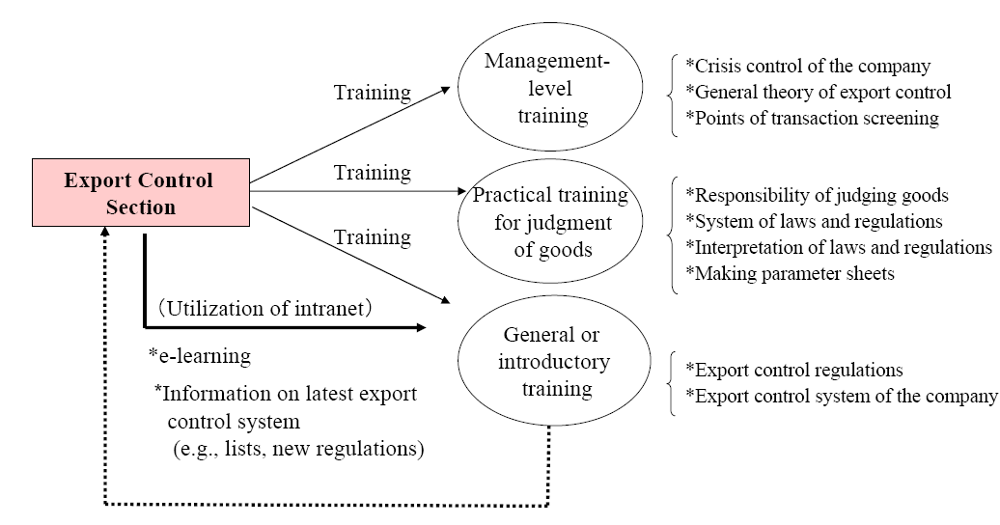 Management-
level
training
*Crisis control of the company
*General theory of export control
*Points of transaction screening
Training
Export Control
Section
Training
Practical training
for judgment
of goods
*Responsibility of judging goods
*System of laws and regulations
*Interpretation of laws and regulations
*Making parameter sheets
Training
（Utilization of intranet）
*e-learning
*Information on latest export
control system
(e.g., lists, new regulations)
General or
introductory
training
*Export control regulations
*Export control system of the company